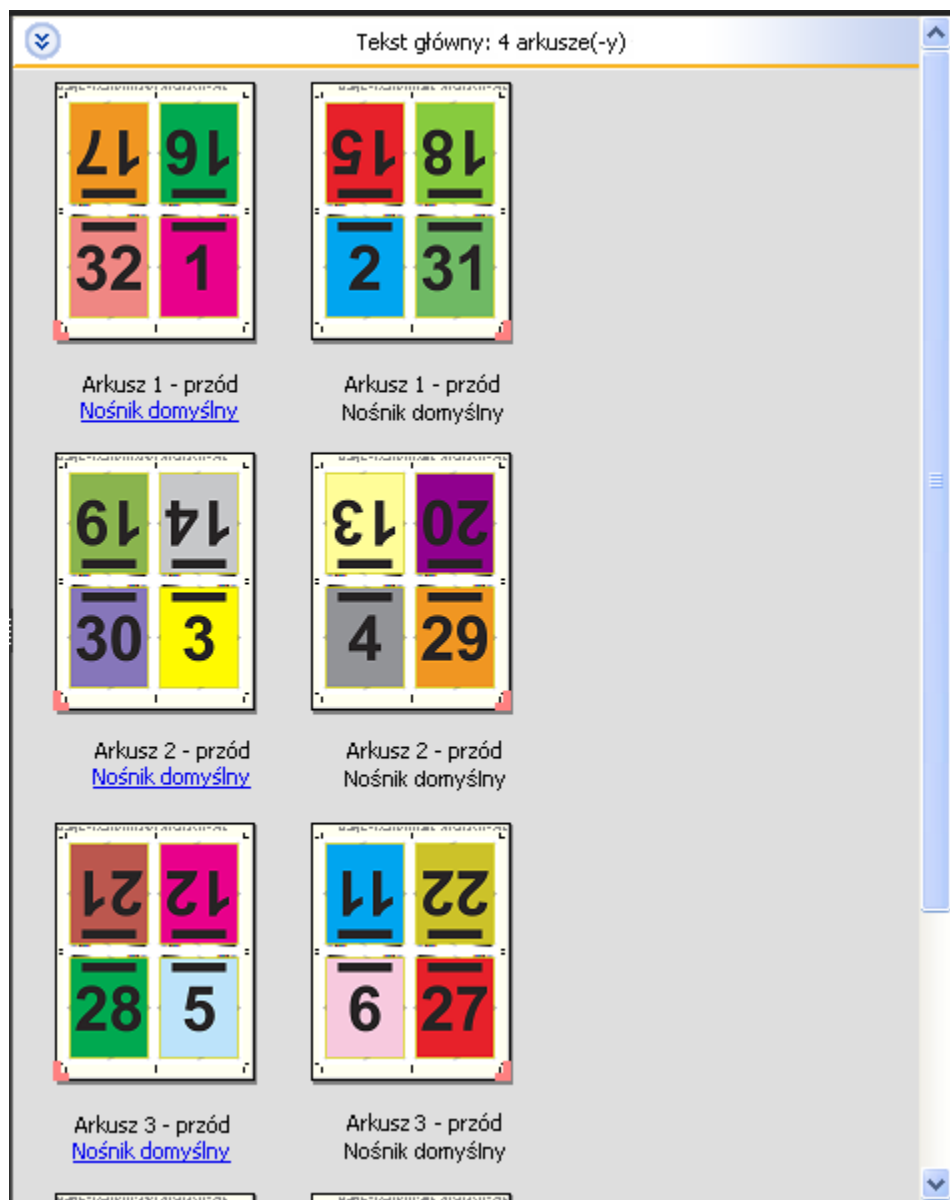 Tekst główny: 4 arkusze(-y)
17 16
32 1
15 18
2 31
Arkusz 1 - przód
Nośnik domyślny
Arkusz 1 - przód
Nośnik domyślny
19 14
30 3
13 20
4 29
Arkusz 2 - przód
Nośnik domyślny
Arkusz 2 - przód
Nośnik domyślny
21 12
28 5
11 22
6 27
Arkusz 3 - przód
Nośnik domyślny
Arkusz 3 - przód
Nośnik domyślny